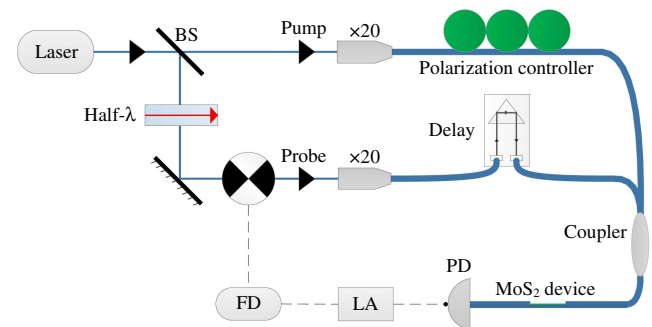 Laser
BS
Pump
×20
Polarization controller
Half-λ
Delay
Probe
×20
Coupler
PD
MoS₂ device
FD
LA